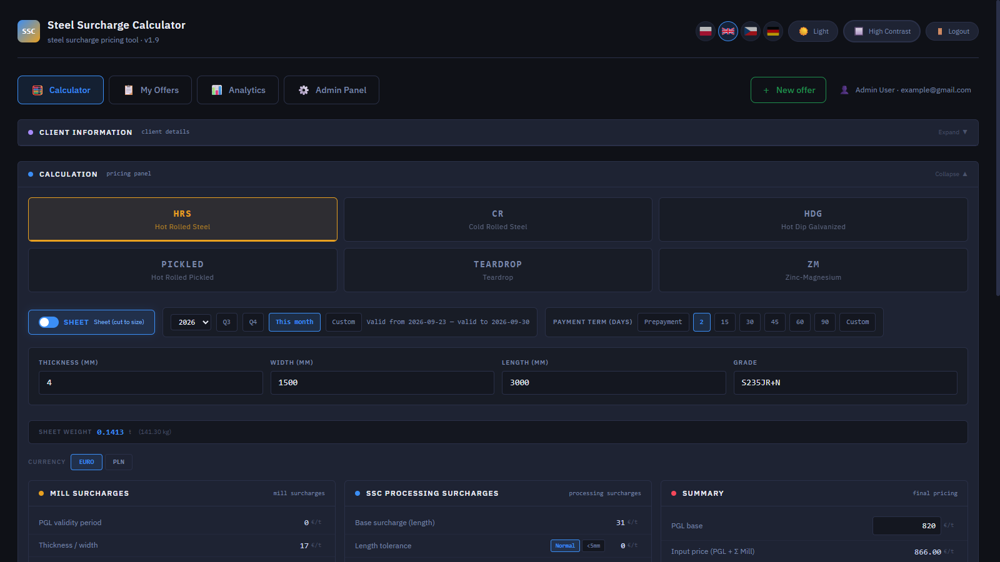 SSC
Steel Surcharge Calculator
steel surcharge pricing tool · v1.9
Light
High Contrast
Logout
Calculator
My Offers
Analytics
Admin Panel
+ New offer
Admin User · example@gmail.com
CLIENT INFORMATION client details
Expand ▼
CALCULATION pricing panel
Collapse ▲
HRS
Hot Rolled Steel
CR
Cold Rolled Steel
HDG
Hot Dip Galvanized
PICKLED
Hot Rolled Pickled
TEARDROP
Teardrop
ZM
Zinc-Magnesium
SHEET Sheet (cut to size)
2026 Q3 Q4 This month Custom Valid from 2026-09-23 — valid to 2026-09-30
PAYMENT TERM (DAYS) Prepayment 2 15 30 45 60 90 Custom
THICKNESS (MM)
4
WIDTH (MM)
1500
LENGTH (MM)
3000
GRADE
S235JR+N
SHEET WEIGHT 0.1413 t (141.30 kg)
CURRENCY EURO PLN
MILL SURCHARGES mill surcharges
PGL validity period 0 €/t
Thickness / width 17 €/t
SSC PROCESSING SURCHARGES processing surcharges
Base surcharge (length) 31 €/t
Length tolerance Normal <5mm 0 €/t
SUMMARY final pricing
PGL base 820 €/t
Input price (PGL + Σ Mill) 866.00 €/t